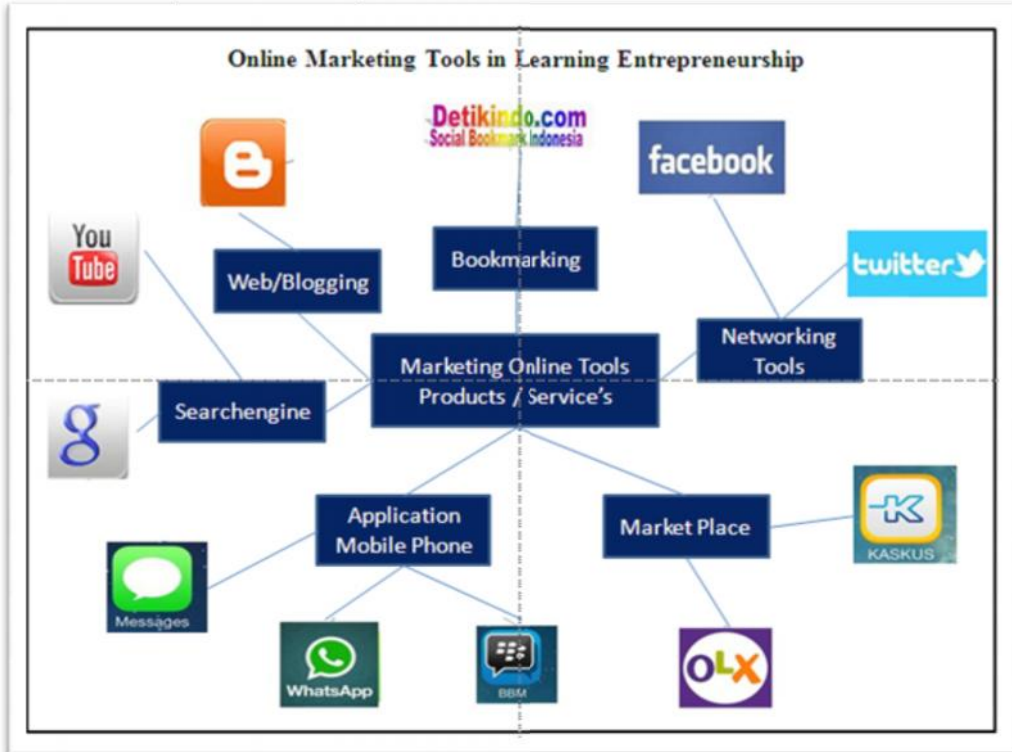 Online Marketing Tools in Learning Entrepreneurship
Detikindo.com
Social Bookmark Indonesia
facebook
You
Tube
twitter
Web/Blogging
Bookmarking
Networking
Tools
Marketing Online Tools
Products / Service's
Searchengine
g
Application
Mobile Phone
Market Place
KASKUS
Messages
WhatsApp
BBM
OLX